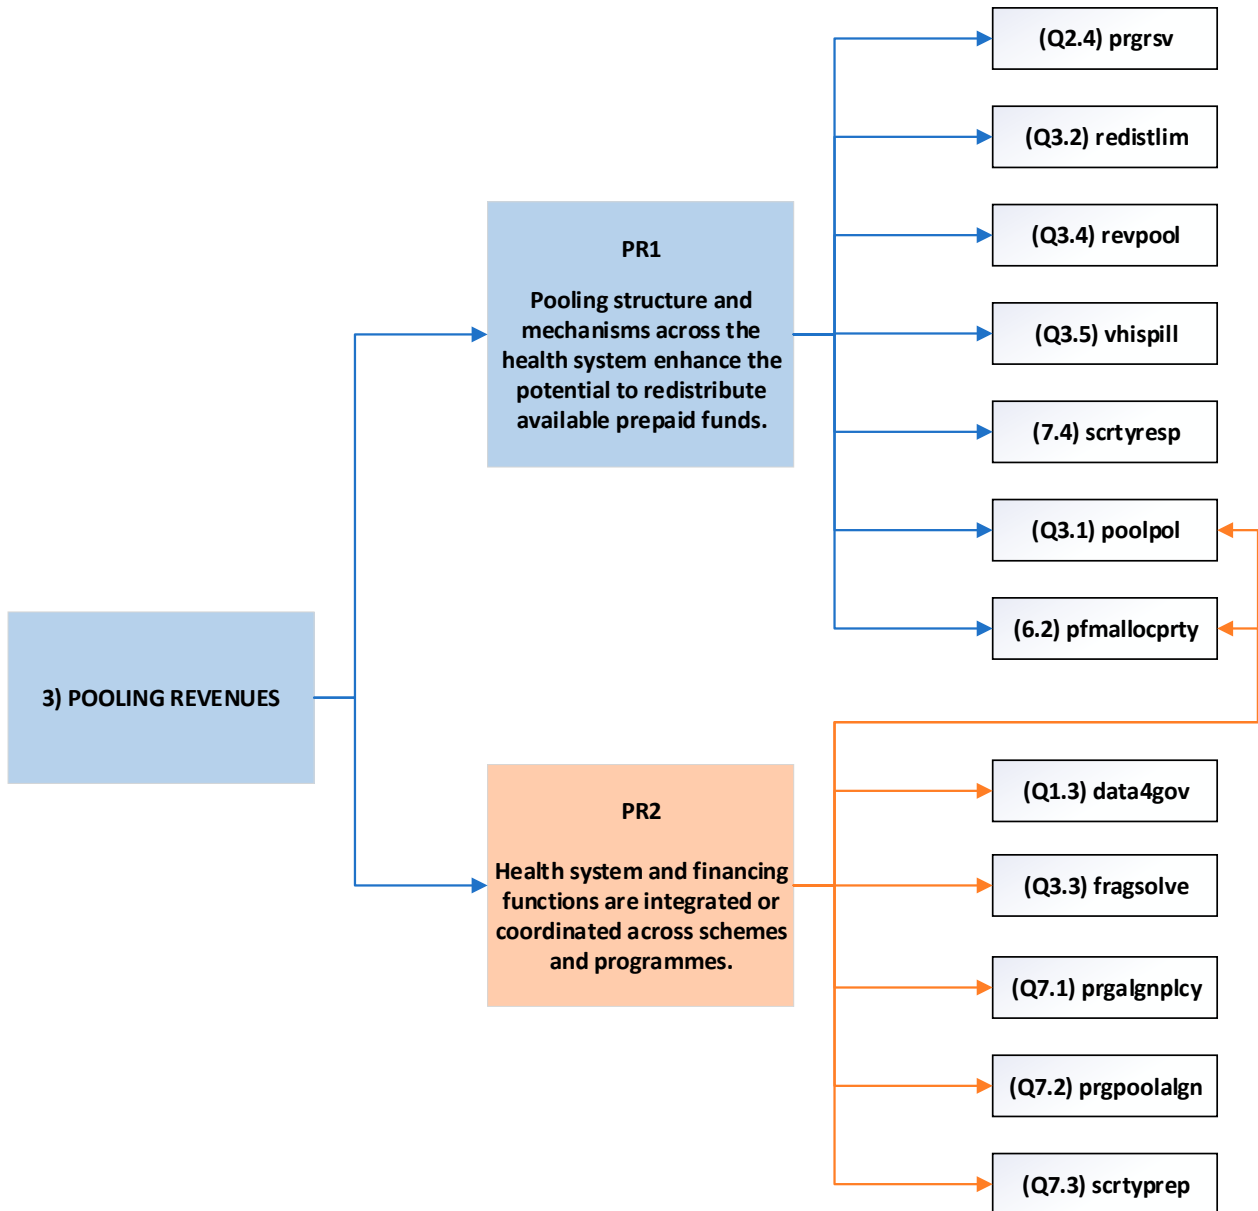 3) POOLING REVENUES
PR1
Pooling structure and
mechanisms across the
health system enhance the
potential to redistribute
available prepaid funds.
PR2
Health system and financing
functions are integrated or
coordinated across schemes
and programmes.
(Q2.4) prgrsv
(Q3.2) redistlim
(Q3.4) revpool
(Q3.5) vhispill
(7.4) scrtyresp
(Q3.1) poolpol
(6.2) pfmallocprty
(Q1.3) data4gov
(Q3.3) fragsolve
(Q7.1) prgalgnplcy
(Q7.2) prgpoolalgn
(Q7.3) scrtyprep